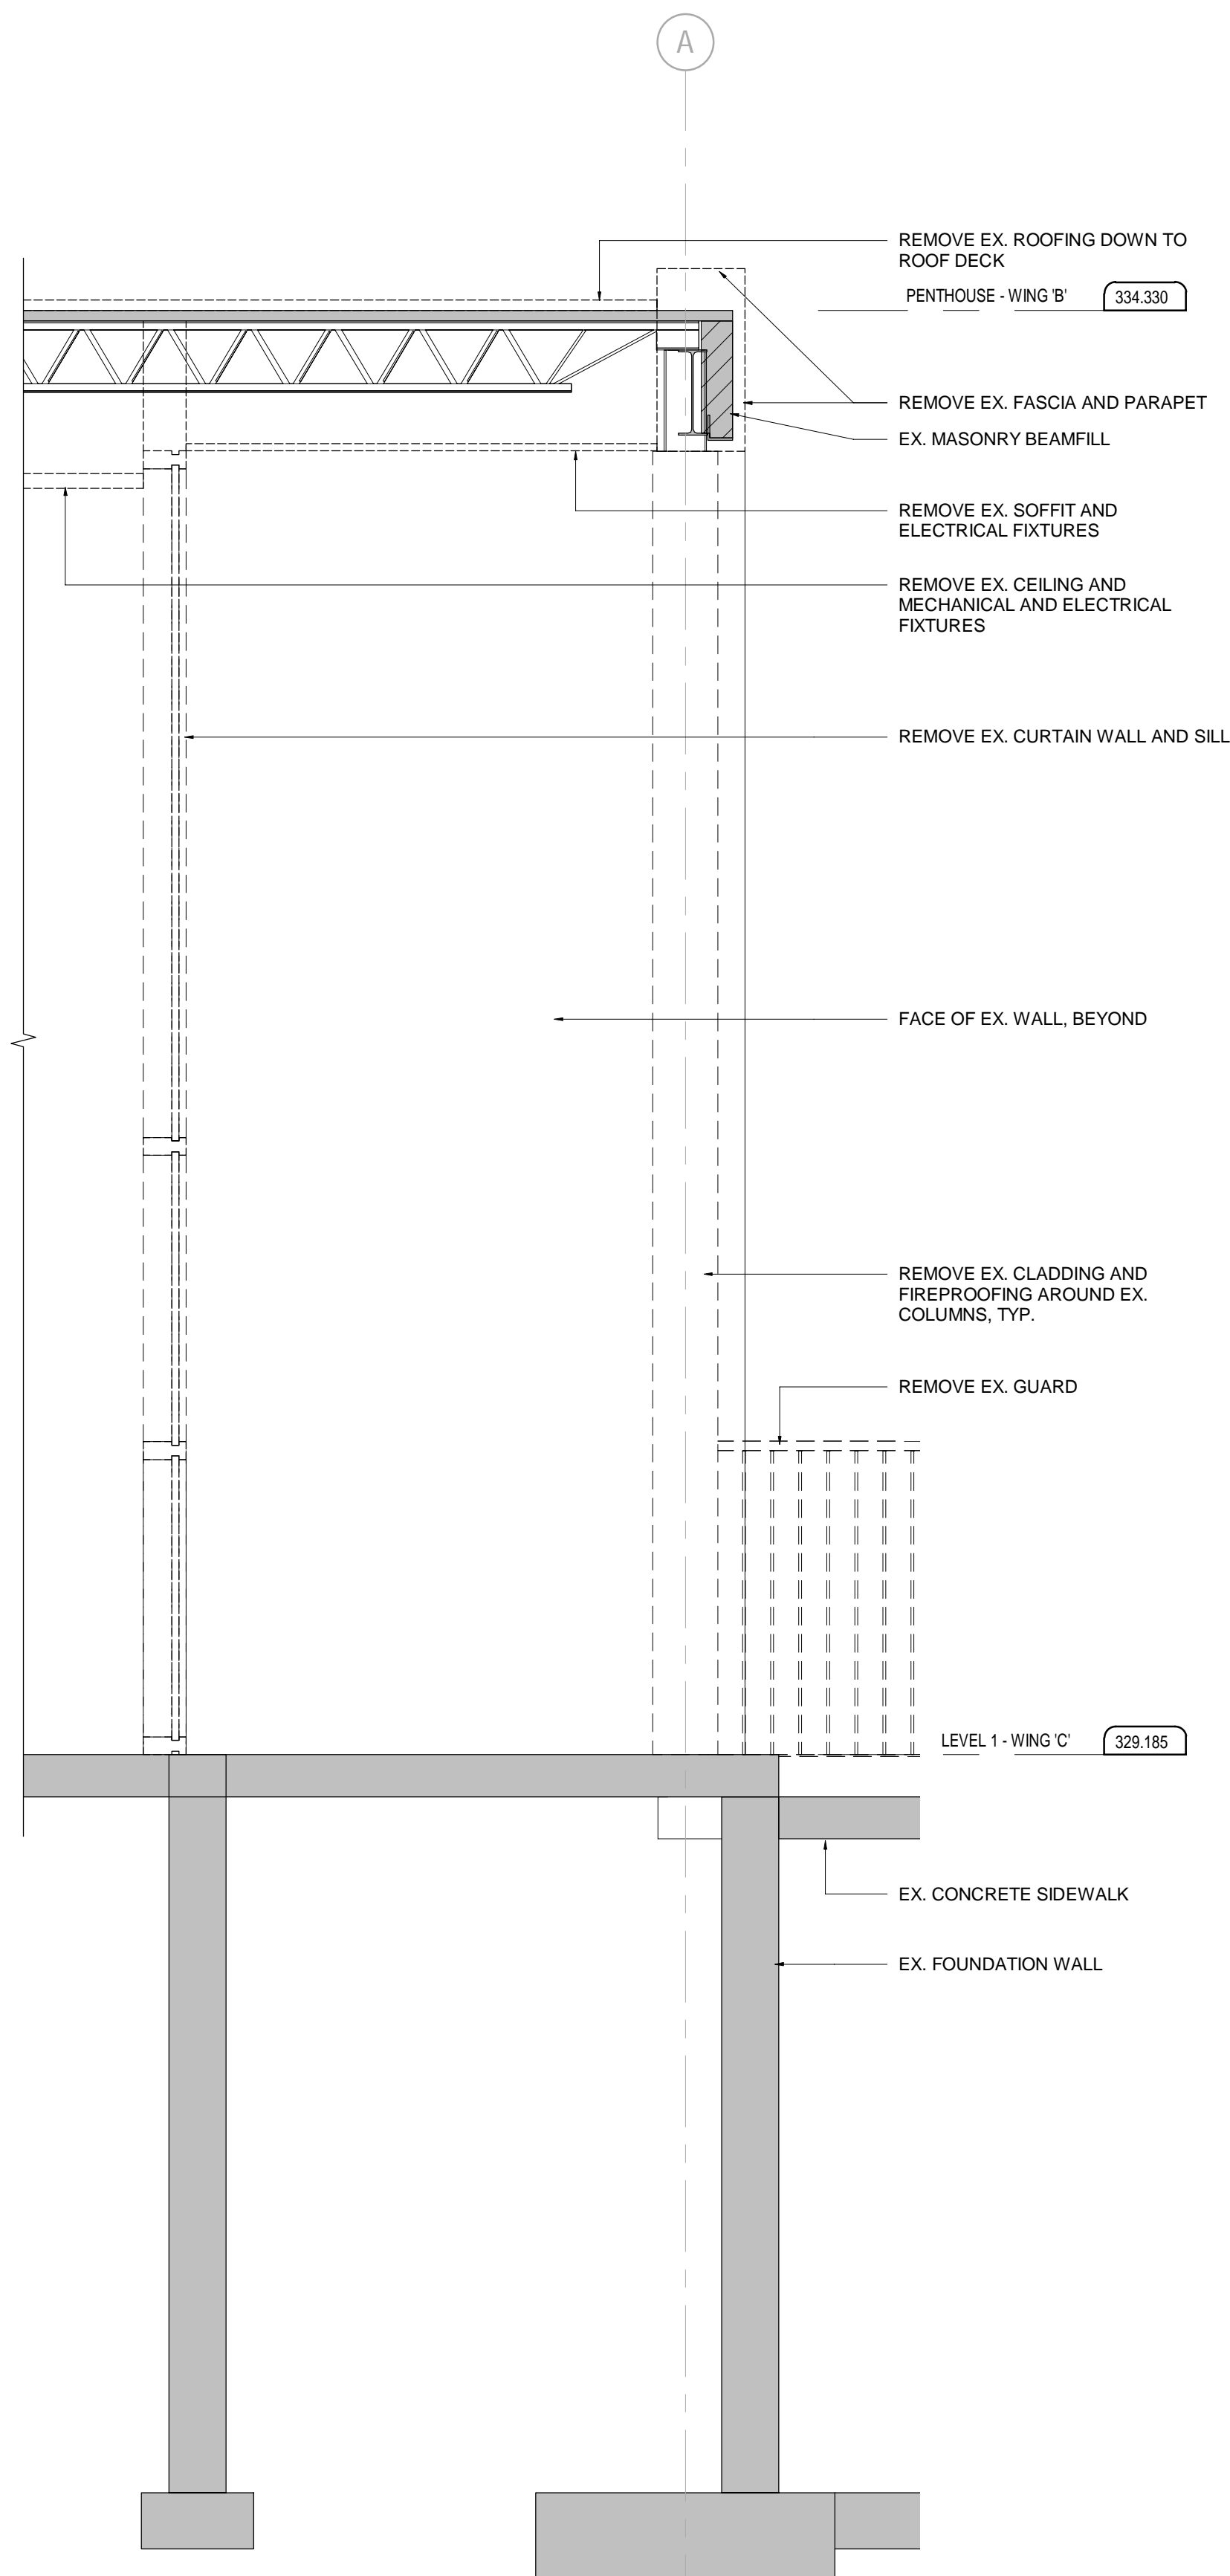 A
REMOVE EX. ROOFING DOWN TO
ROOF DECK
PENTHOUSE - WING 'B' 334.330
REMOVE EX. FASCIA AND PARAPET
EX. MASONRY BEAMFILL
REMOVE EX. SOFFIT AND
ELECTRICAL FIXTURES
REMOVE EX. CEILING AND
MECHANICAL AND ELECTRICAL
FIXTURES
REMOVE EX. CURTAIN WALL AND SILL
FACE OF EX. WALL, BEYOND
REMOVE EX. CLADDING AND
FIREPROOFING AROUND EX.
COLUMNS, TYP.
REMOVE EX. GUARD
LEVEL 1 - WING 'C' 329.185
EX. CONCRETE SIDEWALK
EX. FOUNDATION WALL